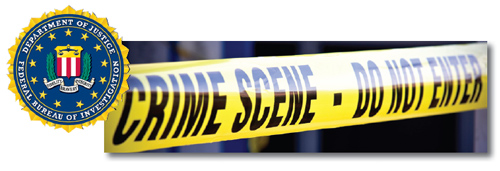 DEPARTMENT OF JUSTICE
FEDERAL BUREAU OF INVESTIGATION
CRIME SCENE - DO NOT ENTER